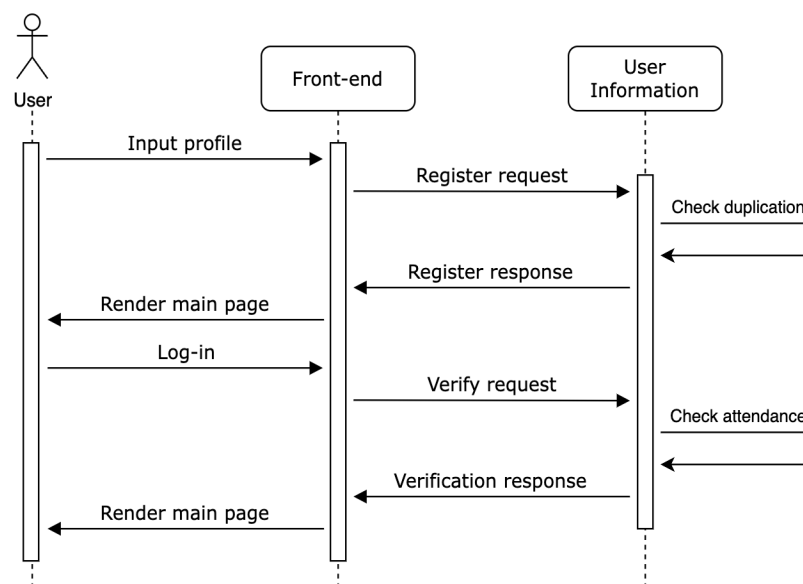 User
Front-end
User
Information
Input profile
Register request
Check duplication
Register response
Render main page
Log-in
Verify request
Check attendance
Verification response
Render main page